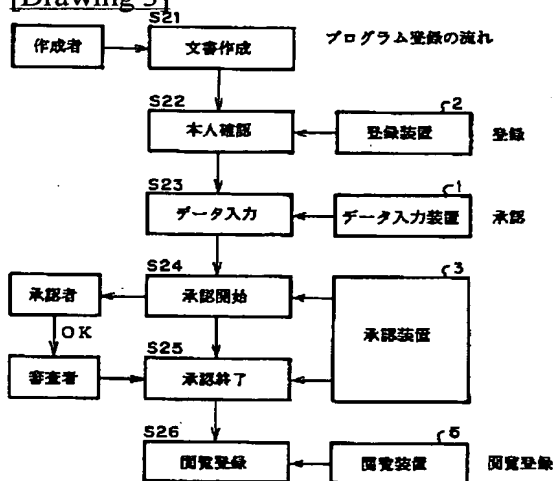 [Drawing 3]
S21
作成者
文書作成
プログラム登録の流れ
S22
2
本人確認
登録装置
登録
S23
1
データ入力
データ入力装置
承認
S24
3
承認者
承認開始
承認装置
OK
S25
審査者
承認終了
S26
5
閲覧登録
閲覧装置
閲覧登録